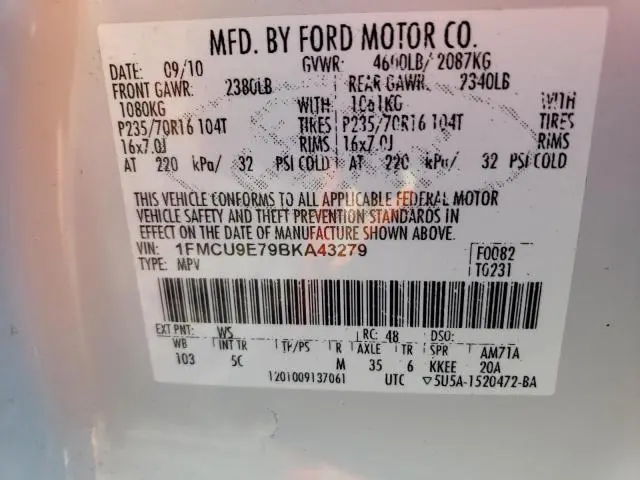 MFD. BY FORD MOTOR CO.
DATE: 09/10 GVWR: 4600LB/ 2087KG
FRONT GAWR: 2380LB REAR GAWR: 2340LB
1080KG WITH 1061KG WITH
P235/70R16 104T TIRES P235/70R16 104T TIRES
16x7.0J RIMS 16x7.0J RIMS
AT 220 kPa/ 32 PSI COLD AT 220 kPa/ 32 PSI COLD
THIS VEHICLE CONFORMS TO ALL APPLICABLE FEDERAL MOTOR
VEHICLE SAFETY AND THEFT PREVENTION STANDARDS IN
EFFECT ON THE DATE OF MANUFACTURE SHOWN ABOVE.
VIN: 1FMCU9E79BKA43279 F0082
TYPE: MPV T0231
EXT PNT: WS RC: 48 DSO:
WB INT TR TP/PS R AXLE TR SPR AM71A
103 5C M 35 6 KKEE 20A
1201009137061 UTC ▽5U5A-1520472-BA